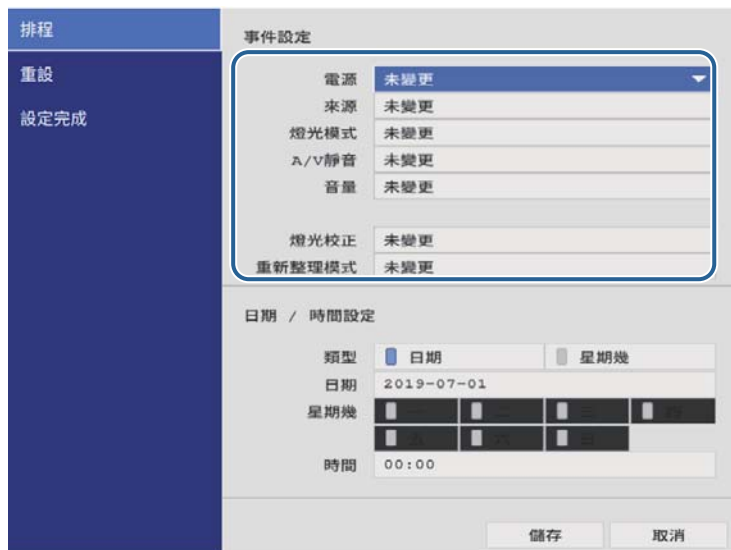 排程
重設
設定完成
事件設定
電源 未變更
來源 未變更
燈光模式 未變更
A/V靜音 未變更
音量 未變更
燈光校正 未變更
重新整理模式 未變更
日期 / 時間設定
類型 日期 星期幾
日期 2019-07-01
星期幾 一 二 三 四
五 六 日
時間 00:00
儲存 取消